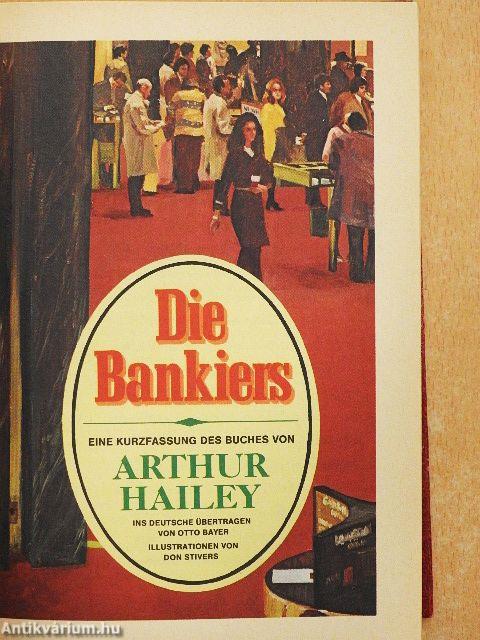 Die
Bankiers
EINE KURZFASSUNG DES BUCHES VON
ARTHUR
HAILEY
INS DEUTSCHE ÜBERTRAGEN
VON OTTO BAYER
ILLUSTRATIONEN VON
DON STIVERS
Antikvárium.hu